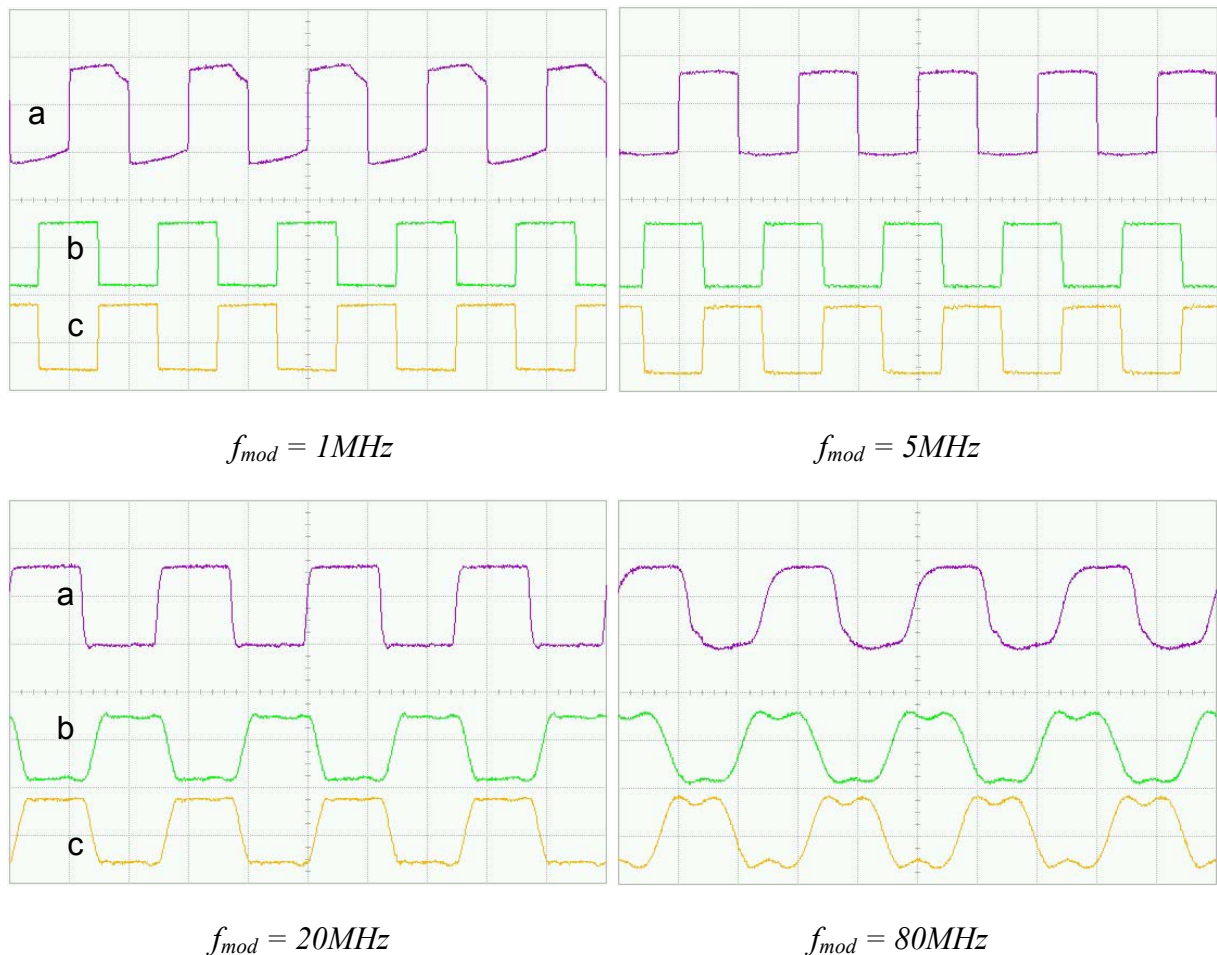 a
b
c
f_mod = 1MHz
f_mod = 5MHz
a
b
c
f_mod = 20MHz
f_mod = 80MHz